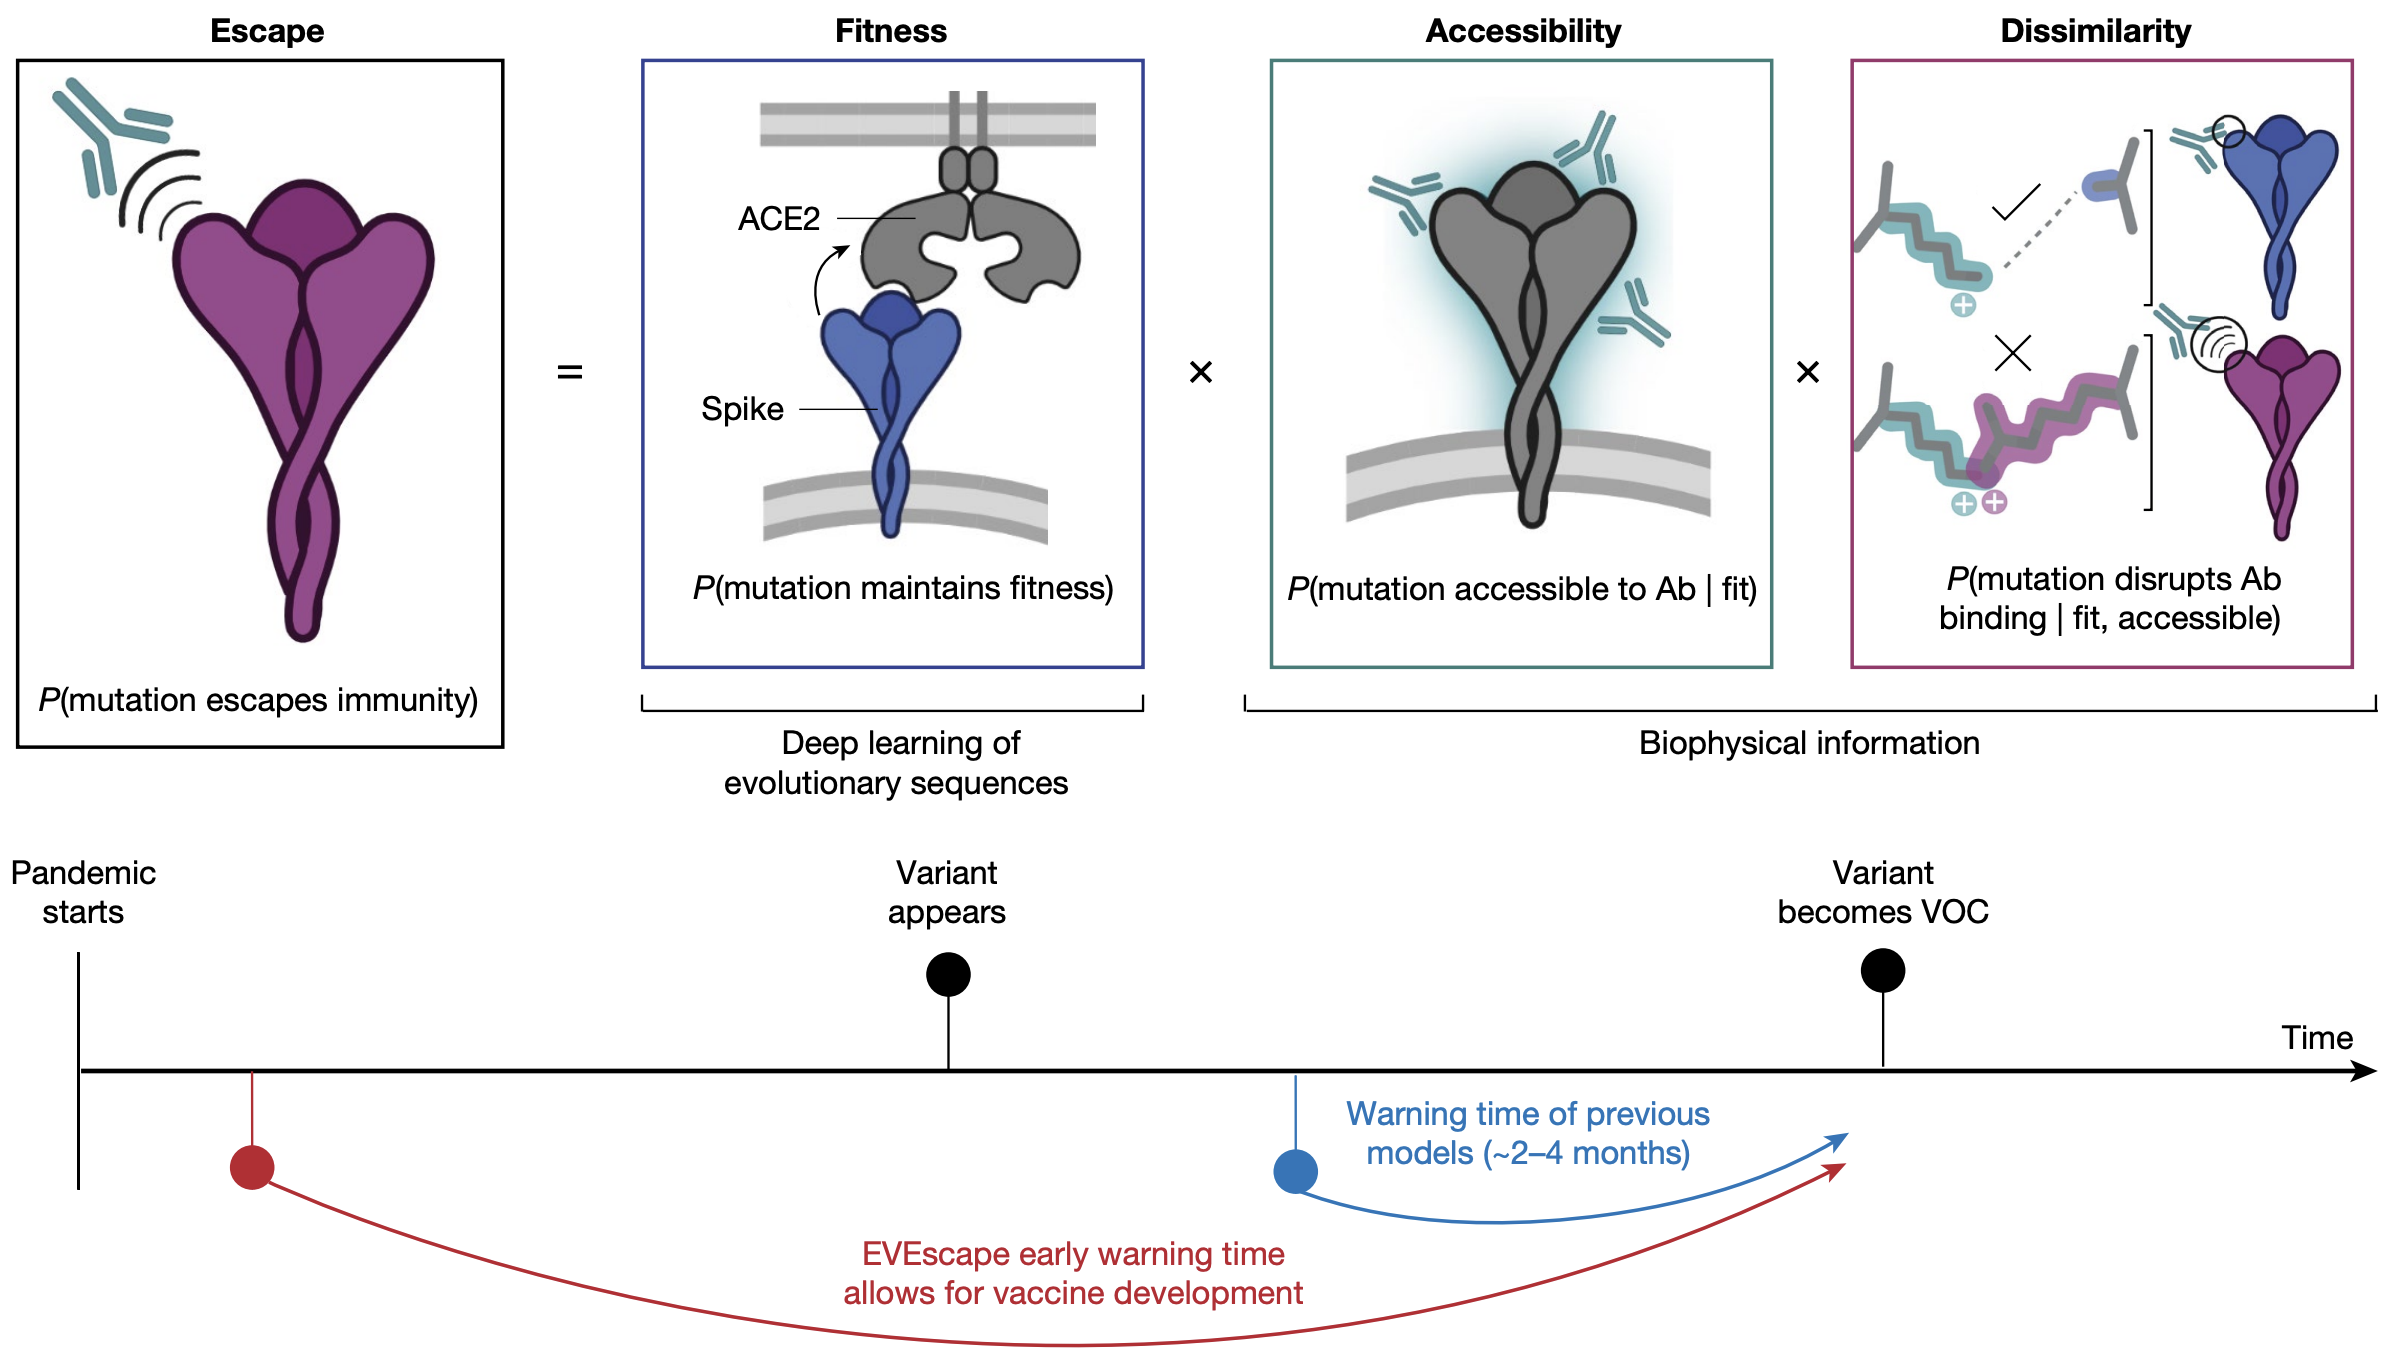 Escape
Fitness
Accessibility
Dissimilarity
ACE2
Spike
=
×
×
+
+ +
P(mutation escapes immunity)
P(mutation maintains fitness)
P(mutation accessible to Ab | fit)
P(mutation disrupts Ab
binding | fit, accessible)
Deep learning of
evolutionary sequences
Biophysical information
Pandemic
starts
Variant
appears
Variant
becomes VOC
Time
Warning time of previous
models (~2–4 months)
EVEscape early warning time
allows for vaccine development